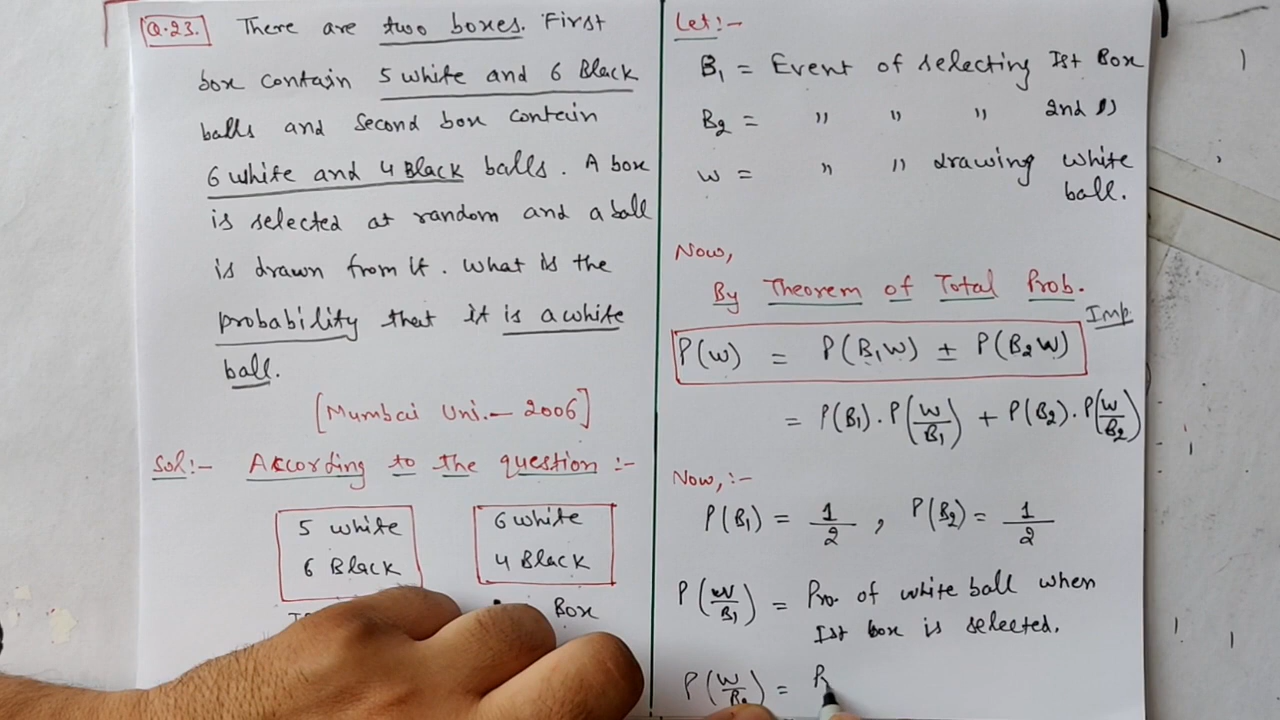 Q.23. There are two boxes. First
box contain 5 white and 6 Black
balls and second box contain
6 white and 4 Black balls. A box
is selected at random and a ball
is drawn from it. What is the
probability that it is a white
ball.
[Mumbai Uni.- 2006]
Sol:- According to the question :-
5 white
6 Black
6 white
4 Black
Box
Let:-
B₁ = Event of selecting Ist Box
B₂ = " " " 2nd "
W = " " drawing white
ball.
Now,
By Theorem of Total Prob.
Imp
P(W) = P(B₁W) + P(B₂W)
= P(B₁).P(W/B₁) + P(B₂).P(W/B₂)
Now,:-
P(B₁) = 1/2 , P(B₂) = 1/2
P(W/B₁) = Pro. of white ball when
Ist box is selected.
P(W/B₂) = P